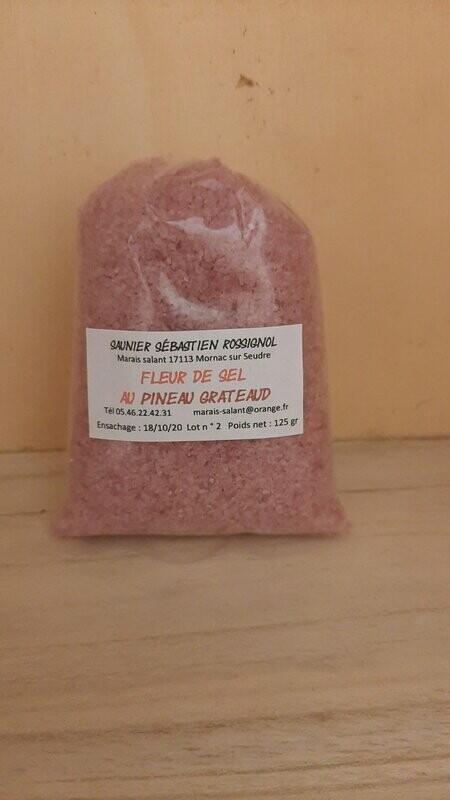 SAUNIER SÉBASTIEN ROSSIGNOL
Marais salant 17113 Mornac sur Seudre
FLEUR DE SEL
AU PINEAU GRATEAUD
Tél 05.46.22.42.31 marais-salant@orange.fr
Ensachage : 18/10/20 Lot n° 2 Poids net : 125 gr